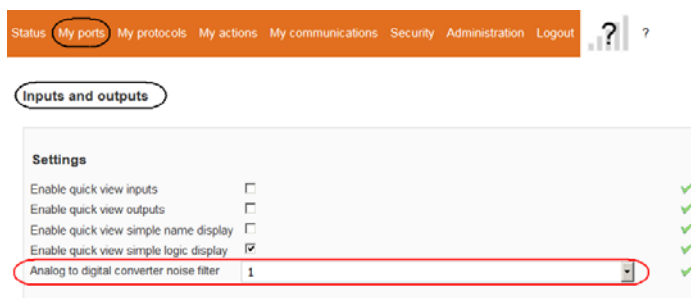 Status My ports My protocols My actions My communications Security Administration Logout ? ?
Inputs and outputs
Settings
Enable quick view inputs
Enable quick view outputs
Enable quick view simple name display
Enable quick view simple logic display
Analog to digital converter noise filter 1